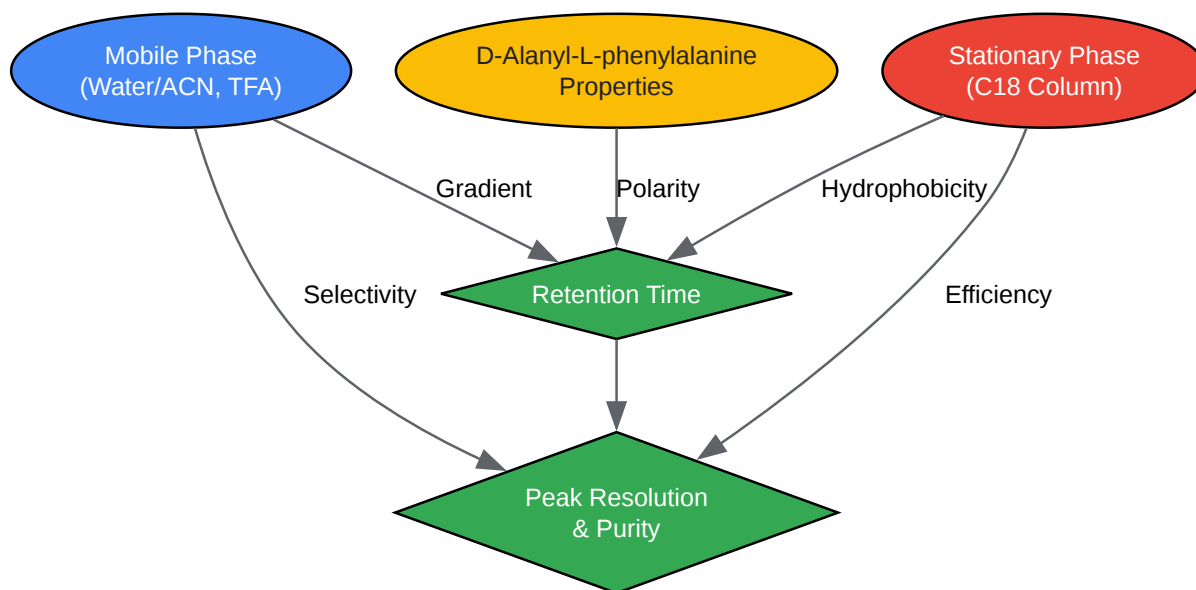 Mobile Phase
(Water/ACN, TFA)
D-Alanyl-L-phenylalanine
Properties
Stationary Phase
(C18 Column)
Gradient
Polarity
Hydrophobicity
Selectivity
Retention Time
Efficiency
Peak Resolution
& Purity